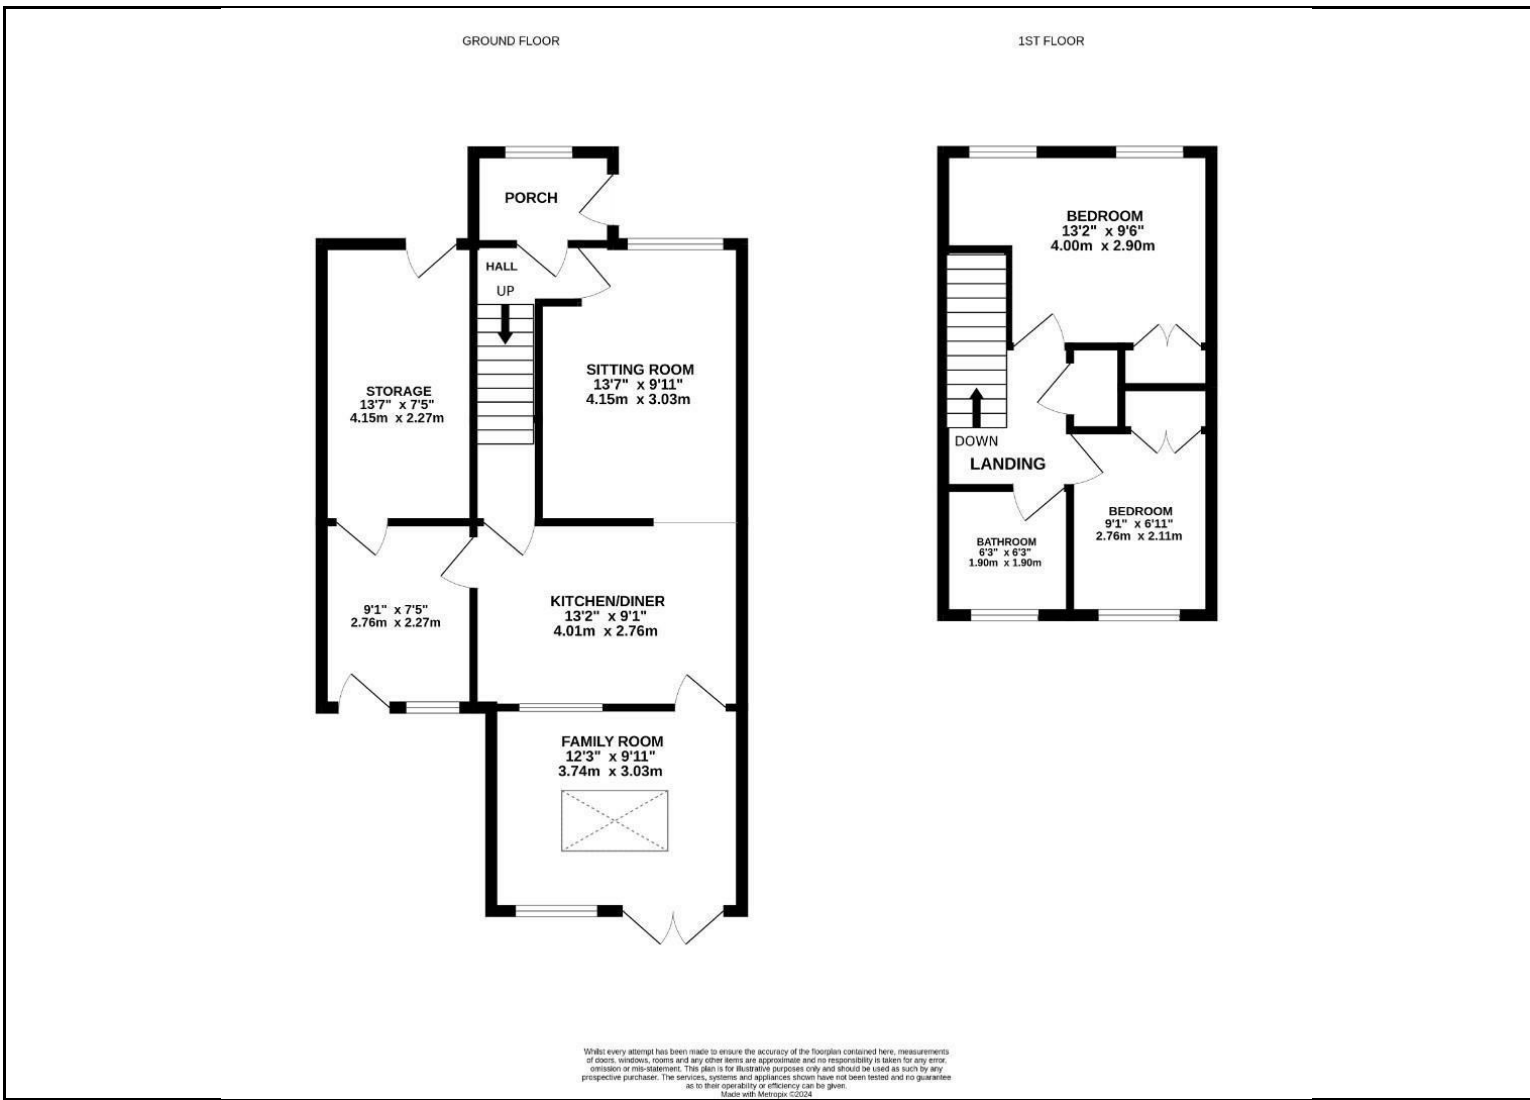 GROUND FLOOR
1ST FLOOR
PORCH
HALL
UP
SITTING ROOM
13'7" x 9'11"
4.15m x 3.03m
STORAGE
13'7" x 7'5"
4.15m x 2.27m
9'1" x 7'5"
2.76m x 2.27m
KITCHEN/DINER
13'2" x 9'1"
4.01m x 2.76m
FAMILY ROOM
12'3" x 9'11"
3.74m x 3.03m
BEDROOM
13'2" x 9'6"
4.00m x 2.90m
DOWN
LANDING
BEDROOM
9'1" x 6'11"
2.76m x 2.11m
BATHROOM
6'3" x 6'3"
1.90m x 1.90m
Whilst every attempt has been made to ensure the accuracy of the floorplan contained here, measurements
of doors, windows, rooms and any other items are approximate and no responsibility is taken for any error,
omission or mis-statement. This plan is for illustrative purposes only and should be used as such by any
prospective purchaser. The services, systems and appliances shown have not been tested and no guarantee
as to their operability or efficiency can be given.
Made with Metropix ©2024